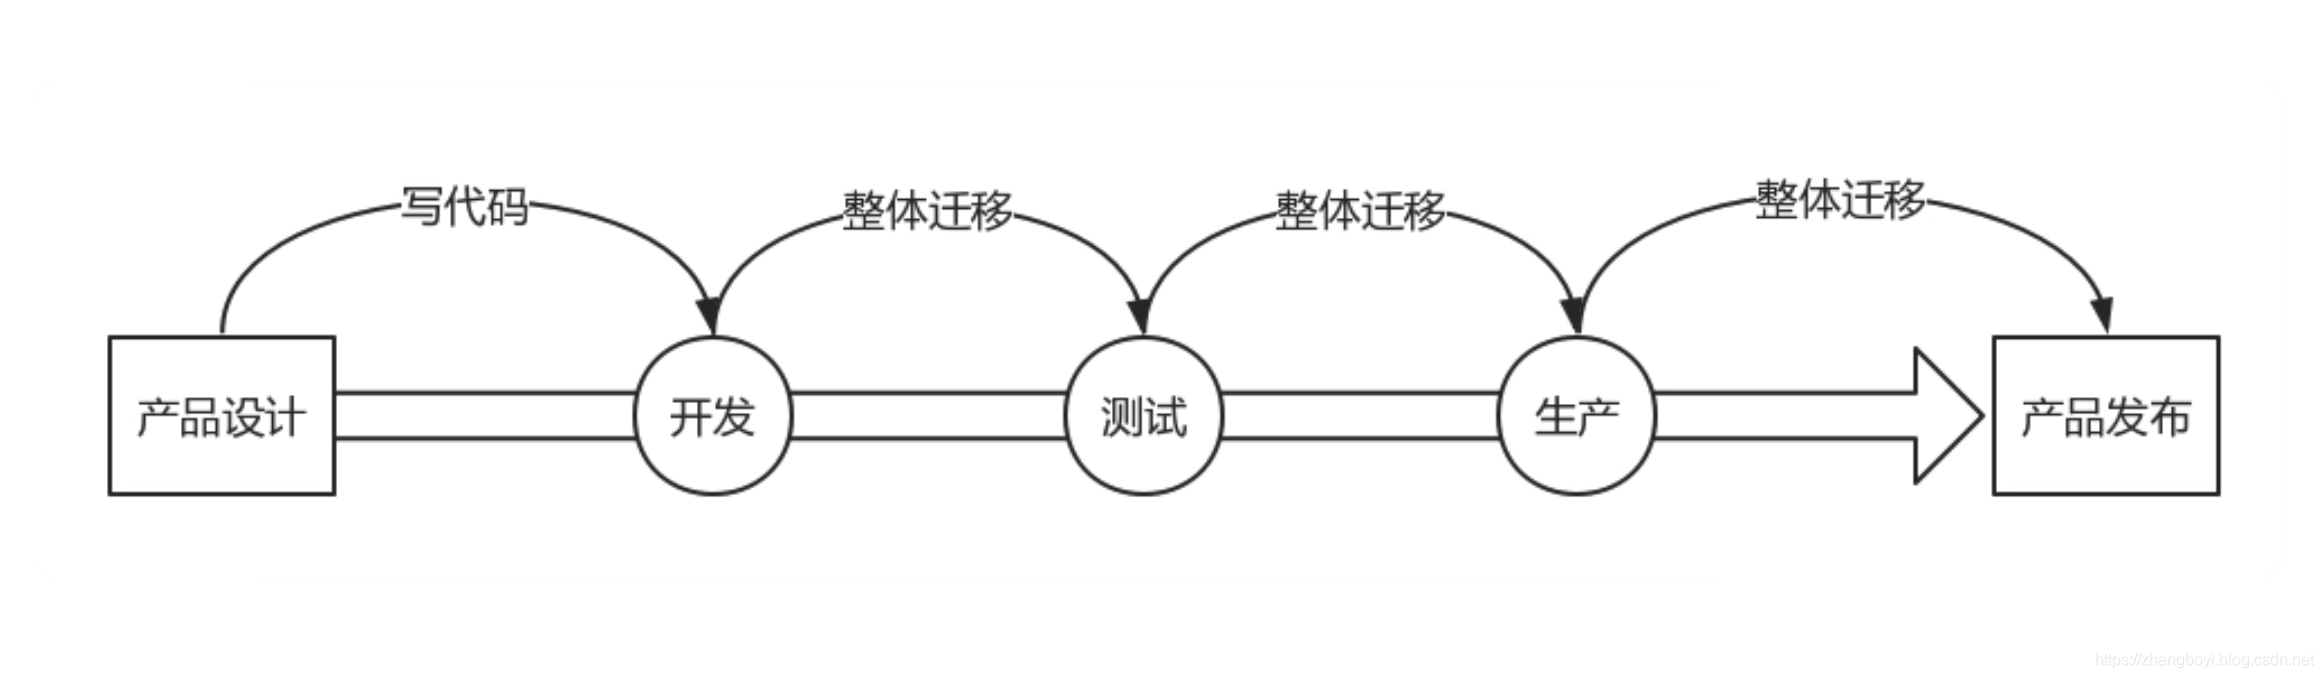 写代码
整体迁移
整体迁移
整体迁移
产品设计
开发
测试
生产
产品发布
https://zhangboyi.blog.csdn.net